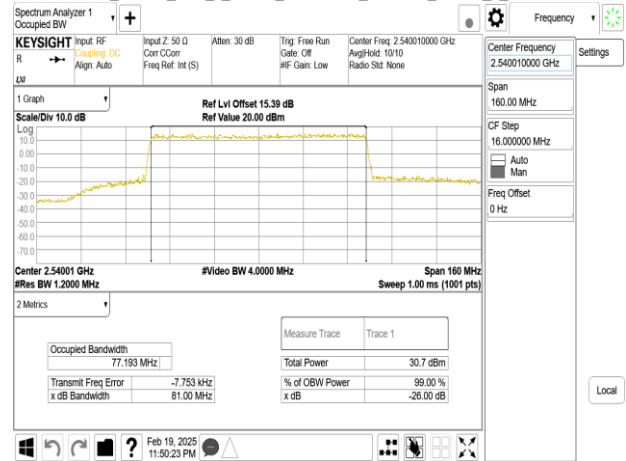 Spectrum Analyzer 1
Occupied BW
Frequency
KEYSIGHT
R
Input: RF
Coupling: DC
Align: Auto
Input Z: 50 Ω
Corr CCorr
Freq Ref: Int (S)
Atten: 30 dB
Trig: Free Run
Gate: Off
#IF Gain: Low
Center Freq: 2.540010000 GHz
Avg|Hold: 10/10
Radio Std: None
LXI
Center Frequency
2.540010000 GHz
Settings
Span
160.00 MHz
CF Step
16.000000 MHz
Auto
Man
Freq Offset
0 Hz
1 Graph
Ref Lvl Offset 15.39 dB
Scale/Div 10.0 dB
Ref Value 20.00 dBm
Log
10.0
0.00
-10.0
-20.0
-30.0
-40.0
-50.0
-60.0
-70.0
Center 2.54001 GHz
#Video BW 4.0000 MHz
Span 160 MHz
#Res BW 1.2000 MHz
Sweep 1.00 ms (1001 pts)
2 Metrics
Measure Trace
Trace 1
Occupied Bandwidth
77.193 MHz
Total Power
30.7 dBm
Transmit Freq Error
-7.753 kHz
% of OBW Power
99.00 %
x dB Bandwidth
81.00 MHz
x dB
-26.00 dB
Local
?
Feb 19, 2025
11:50:23 PM